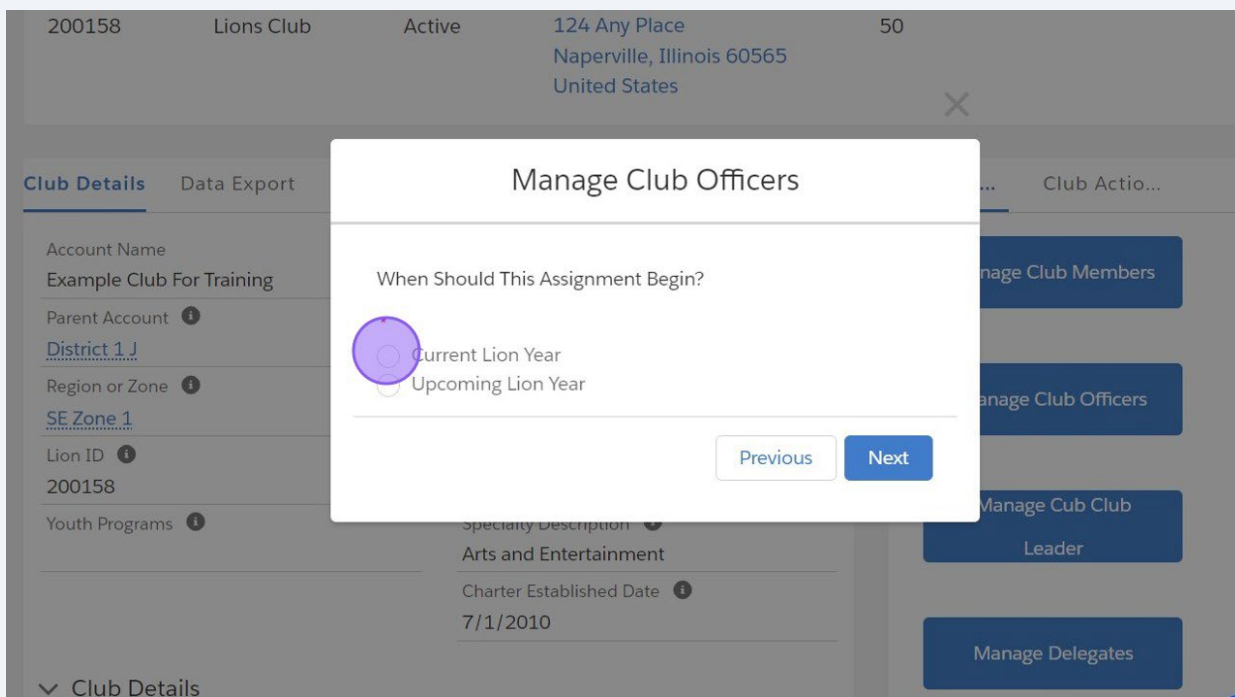 200158 Lions Club Active 124 Any Place 50
Naperville, Illinois 60565
United States
Club Details Data Export
... Club Actio...
Manage Club Officers
When Should This Assignment Begin?
Current Lion Year
Upcoming Lion Year
Previous Next
Account Name
Example Club For Training
Parent Account
District 1 J
Region or Zone
SE Zone 1
Lion ID
200158
Youth Programs
Specialty Description
Arts and Entertainment
Charter Established Date
7/1/2010
Club Details
nage Club Members
anage Club Officers
Manage Cub Club
Leader
Manage Delegates